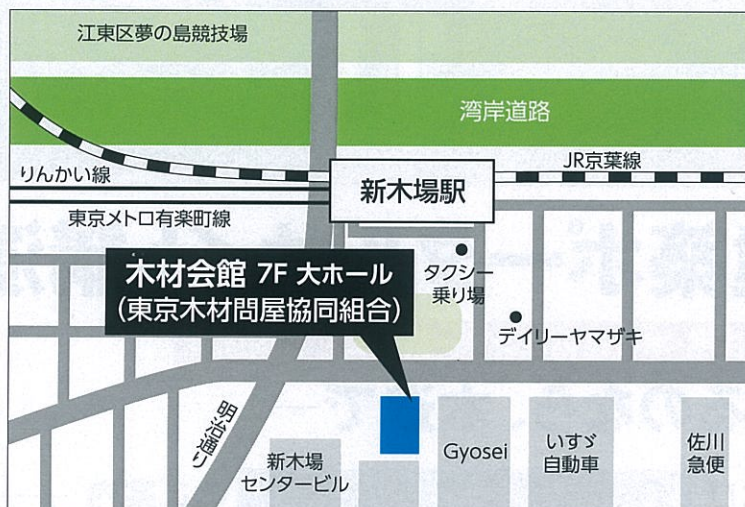 江東区夢の島競技場
湾岸道路
りんかい線
JR京葉線
新木場駅
東京メトロ有楽町線
木材会館 7F 大ホール
(東京木材問屋協同組合)
タクシー
乗り場
デイリーヤマザキ
明治通り
新木場
センタービル
Gyosei
いすゞ
自動車
佐川
急便